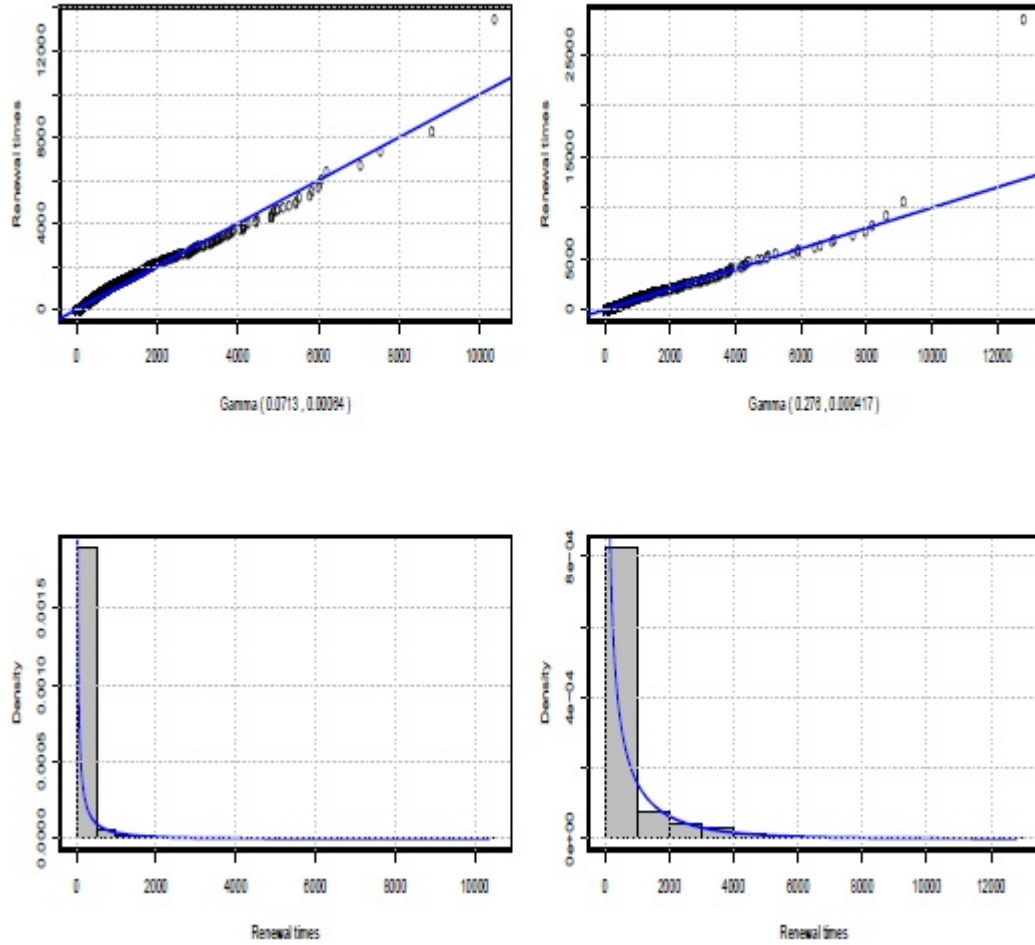 Renewal times
0 4000 8000 12000
0 2000 4000 6000 8000 10000
Gamma ( 0.0713 , 0.00064 )
Renewal times
0 5000 15000 25000
0 2000 4000 6000 8000 10000 12000
Gamma ( 0.276 , 0.000417 )
Density
0.0000 0.0005 0.0010 0.0015
0 2000 4000 6000 8000 10000
Renewal times
Density
0e+00 4e-04 8e-04
0 2000 4000 6000 8000 10000 12000
Renewal times